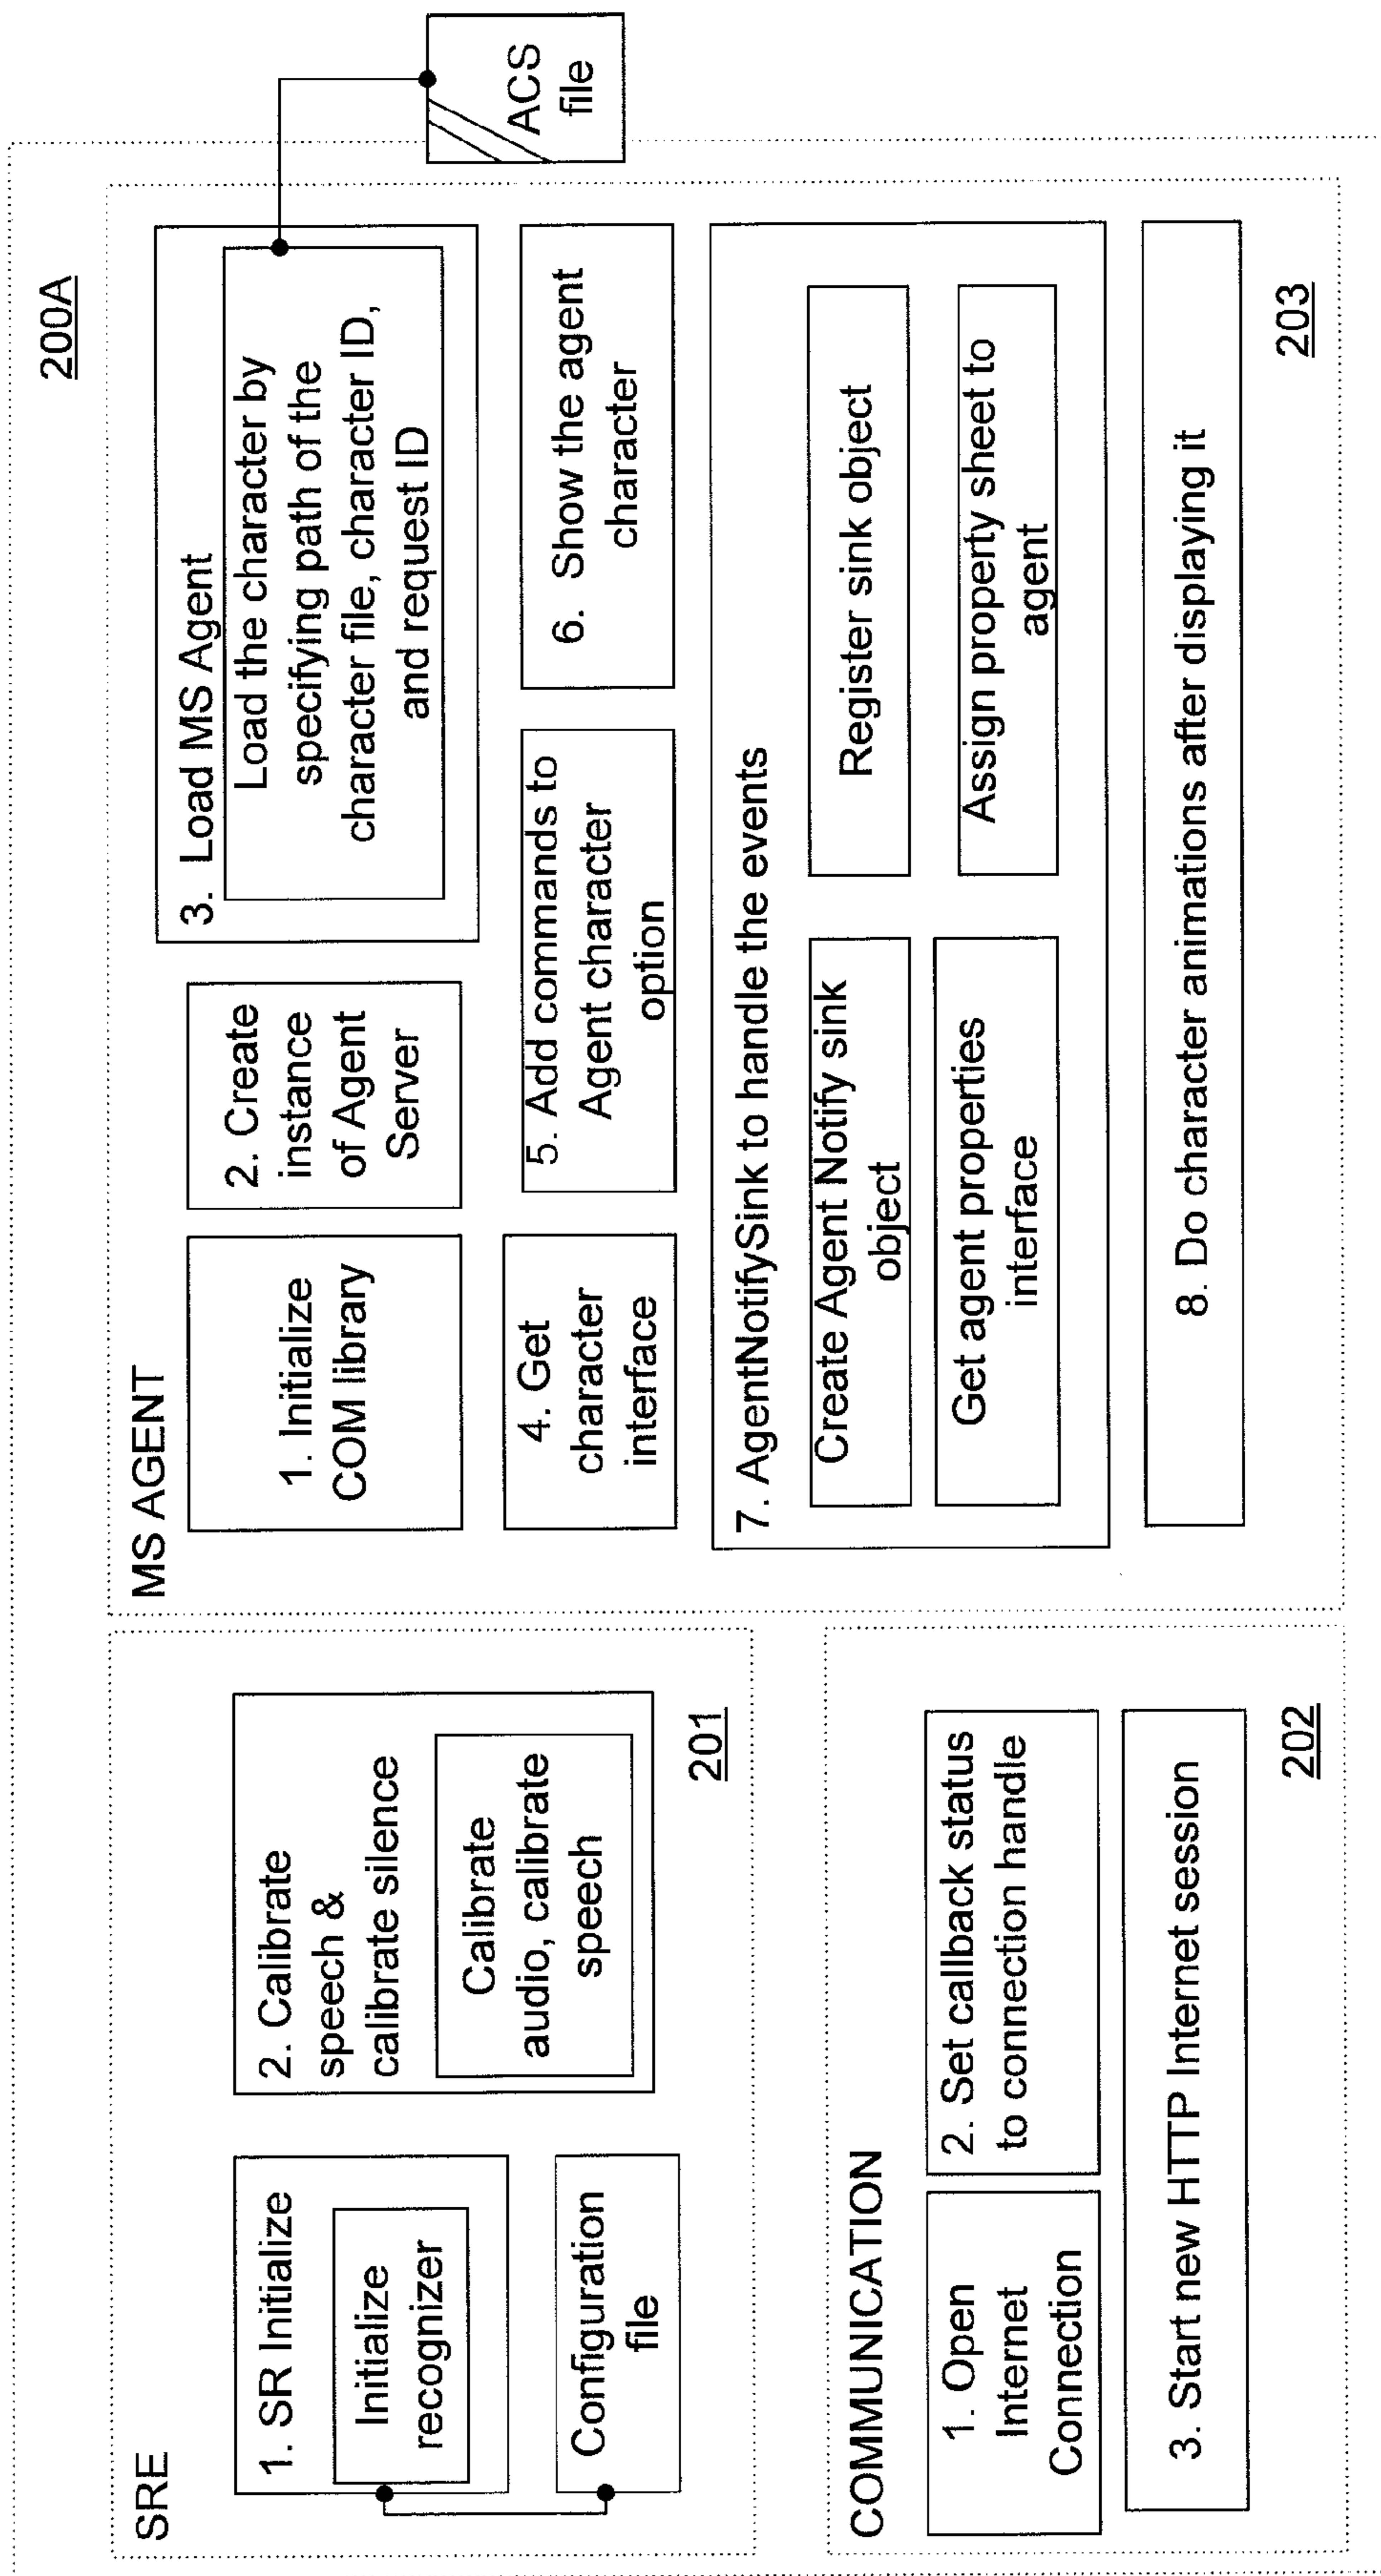 200A
SRE
1. SR Initialize
Initialize
recognizer
Configuration
file
2. Calibrate
speech &
calibrate silence
Calibrate
audio, calibrate
speech
201
COMMUNICATION
1. Open
Internet
Connection
2. Set callback status
to connection handle
3. Start new HTTP Internet session
202
MS AGENT
1. Initialize
COM library
2. Create
instance
of Agent
Server
3. Load MS Agent
Load the character by
specifying path of the
character file, character ID,
and request ID
ACS
file
4. Get
character
interface
5. Add commands to
Agent character
option
6. Show the agent
character
7. AgentNotifySink to handle the events
Create Agent Notify sink
object
Register sink object
Get agent properties
interface
Assign property sheet to
agent
8. Do character animations after displaying it
203